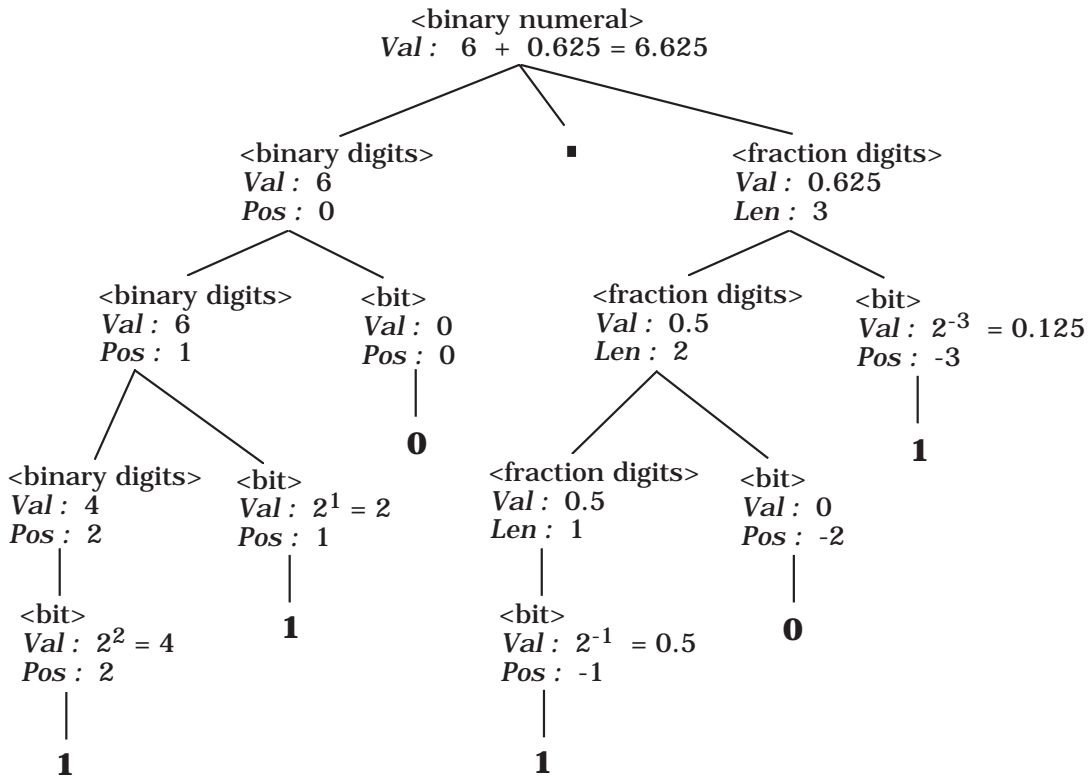 <binary numeral>
Val : 6 + 0.625 = 6.625
<binary digits>
Val : 6
Pos : 0
.
<fraction digits>
Val : 0.625
Len : 3
<binary digits>
Val : 6
Pos : 1
<bit>
Val : 0
Pos : 0
<fraction digits>
Val : 0.5
Len : 2
<bit>
Val : 2⁻³ = 0.125
Pos : -3
0
1
<binary digits>
Val : 4
Pos : 2
<bit>
Val : 2¹ = 2
Pos : 1
<fraction digits>
Val : 0.5
Len : 1
<bit>
Val : 0
Pos : -2
<bit>
Val : 2² = 4
Pos : 2
1
<bit>
Val : 2⁻¹ = 0.5
Pos : -1
0
1
1